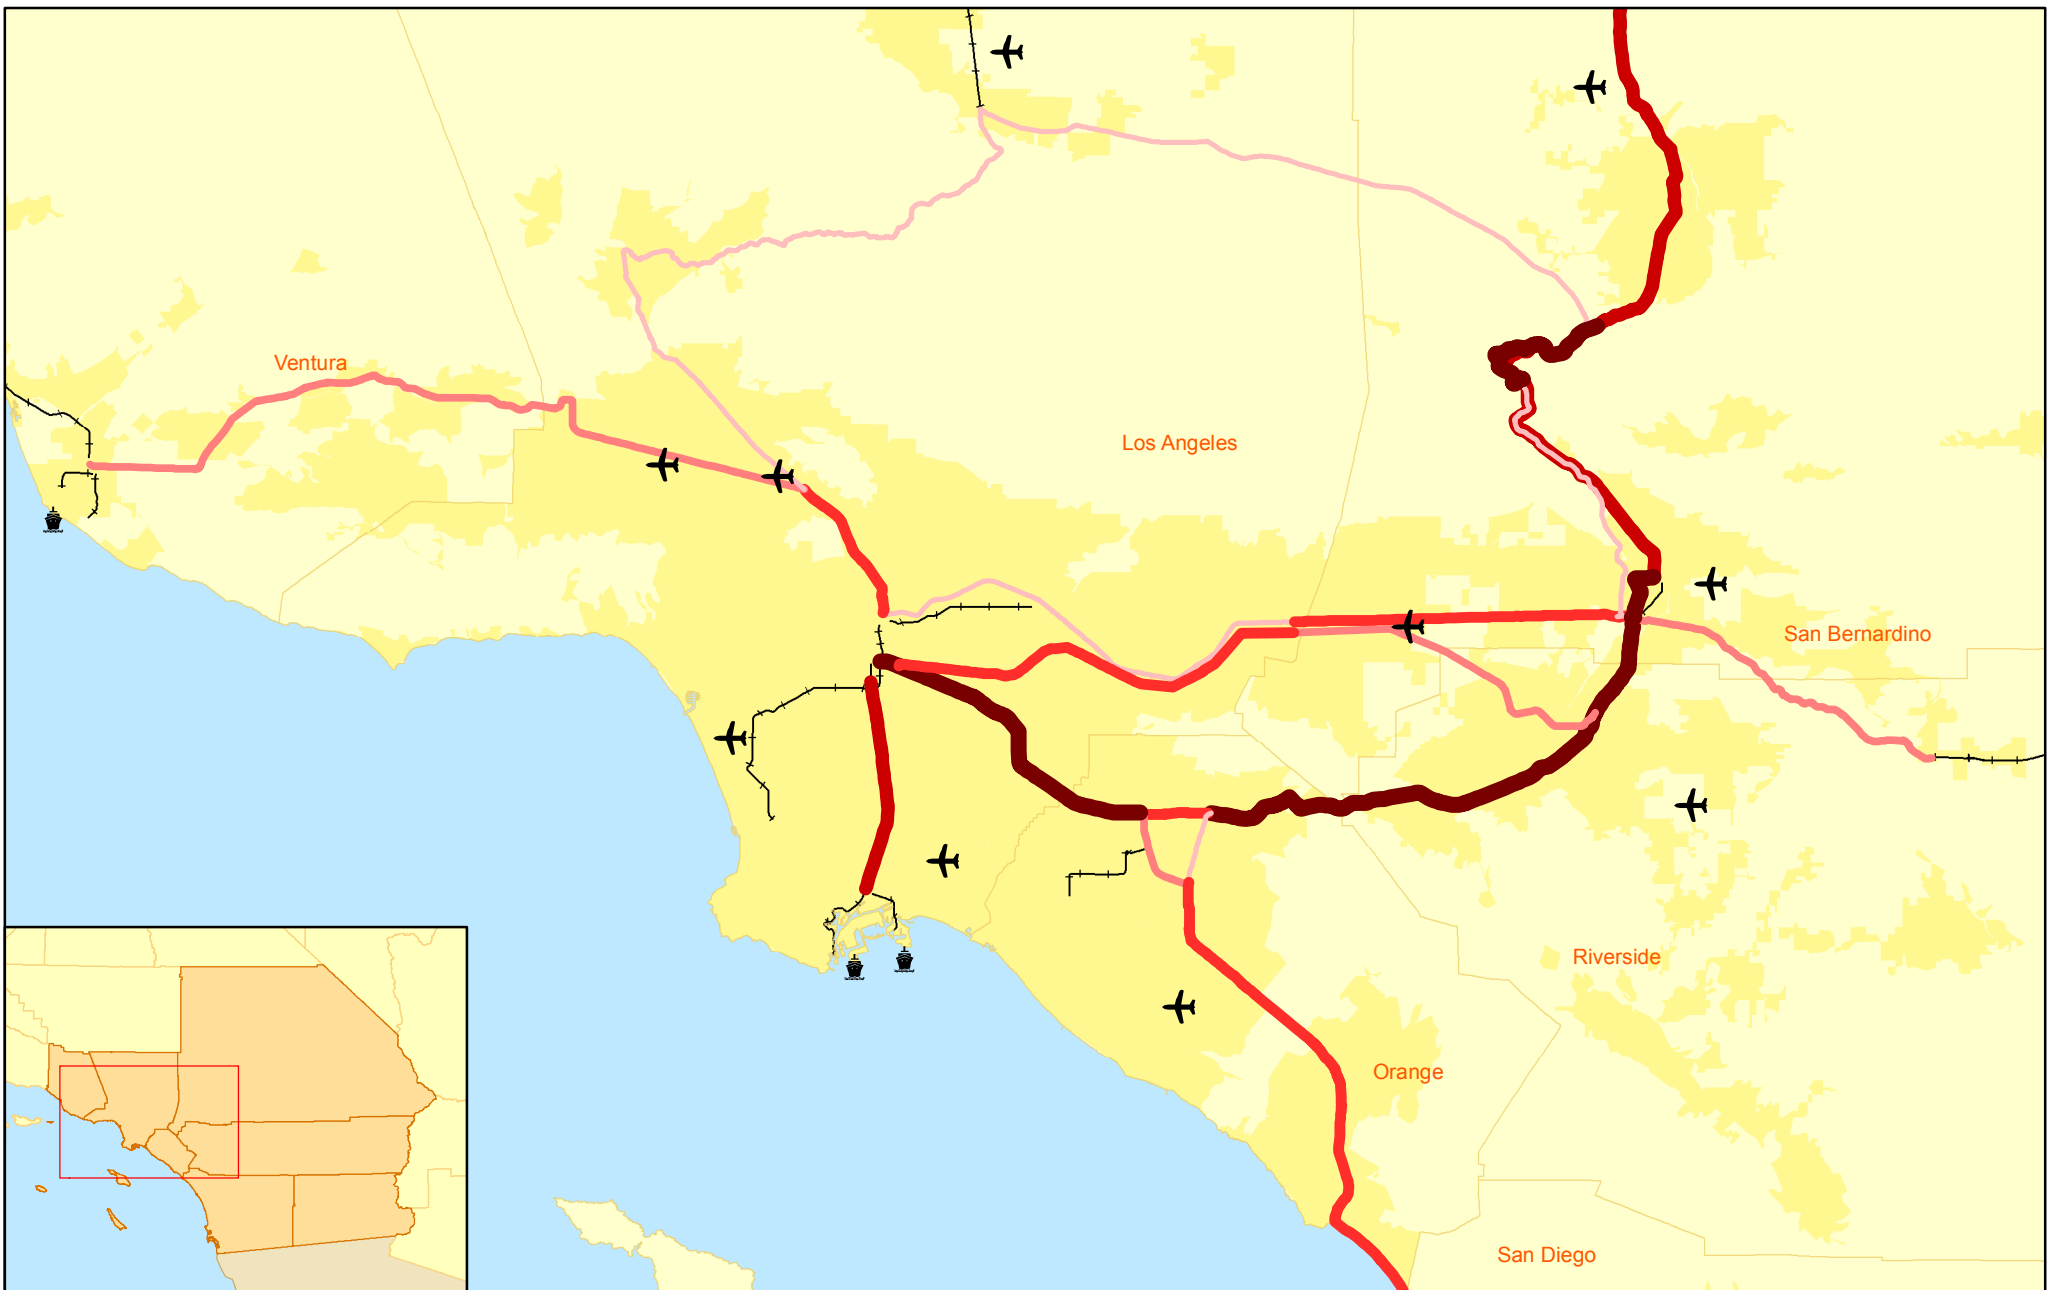 Ventura
Los Angeles
San Bernardino
Riverside
Orange
San Diego